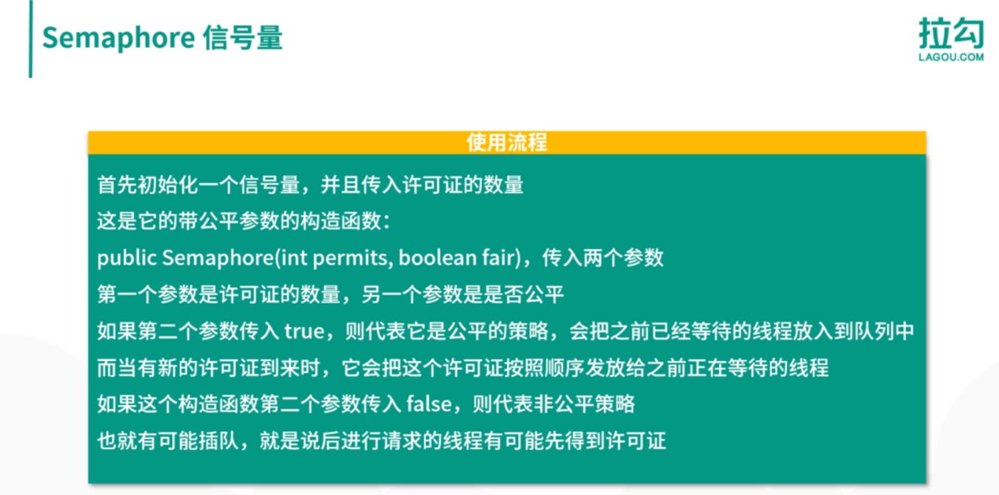 Semaphore 信号量
拉勾
LAGOU.COM
使用流程
首先初始化一个信号量，并且传入许可证的数量
这是它的带公平参数的构造函数：
public Semaphore(int permits, boolean fair)，传入两个参数
第一个参数是许可证的数量，另一个参数是是否公平
如果第二个参数传入 true，则代表它是公平的策略，会把之前已经等待的线程放入到队列中
而当有新的许可证到来时，它会把这个许可证按照顺序发放给之前正在等待的线程
如果这个构造函数第二个参数传入 false，则代表非公平策略
也就有可能插队，就是说后进行请求的线程有可能先得到许可证